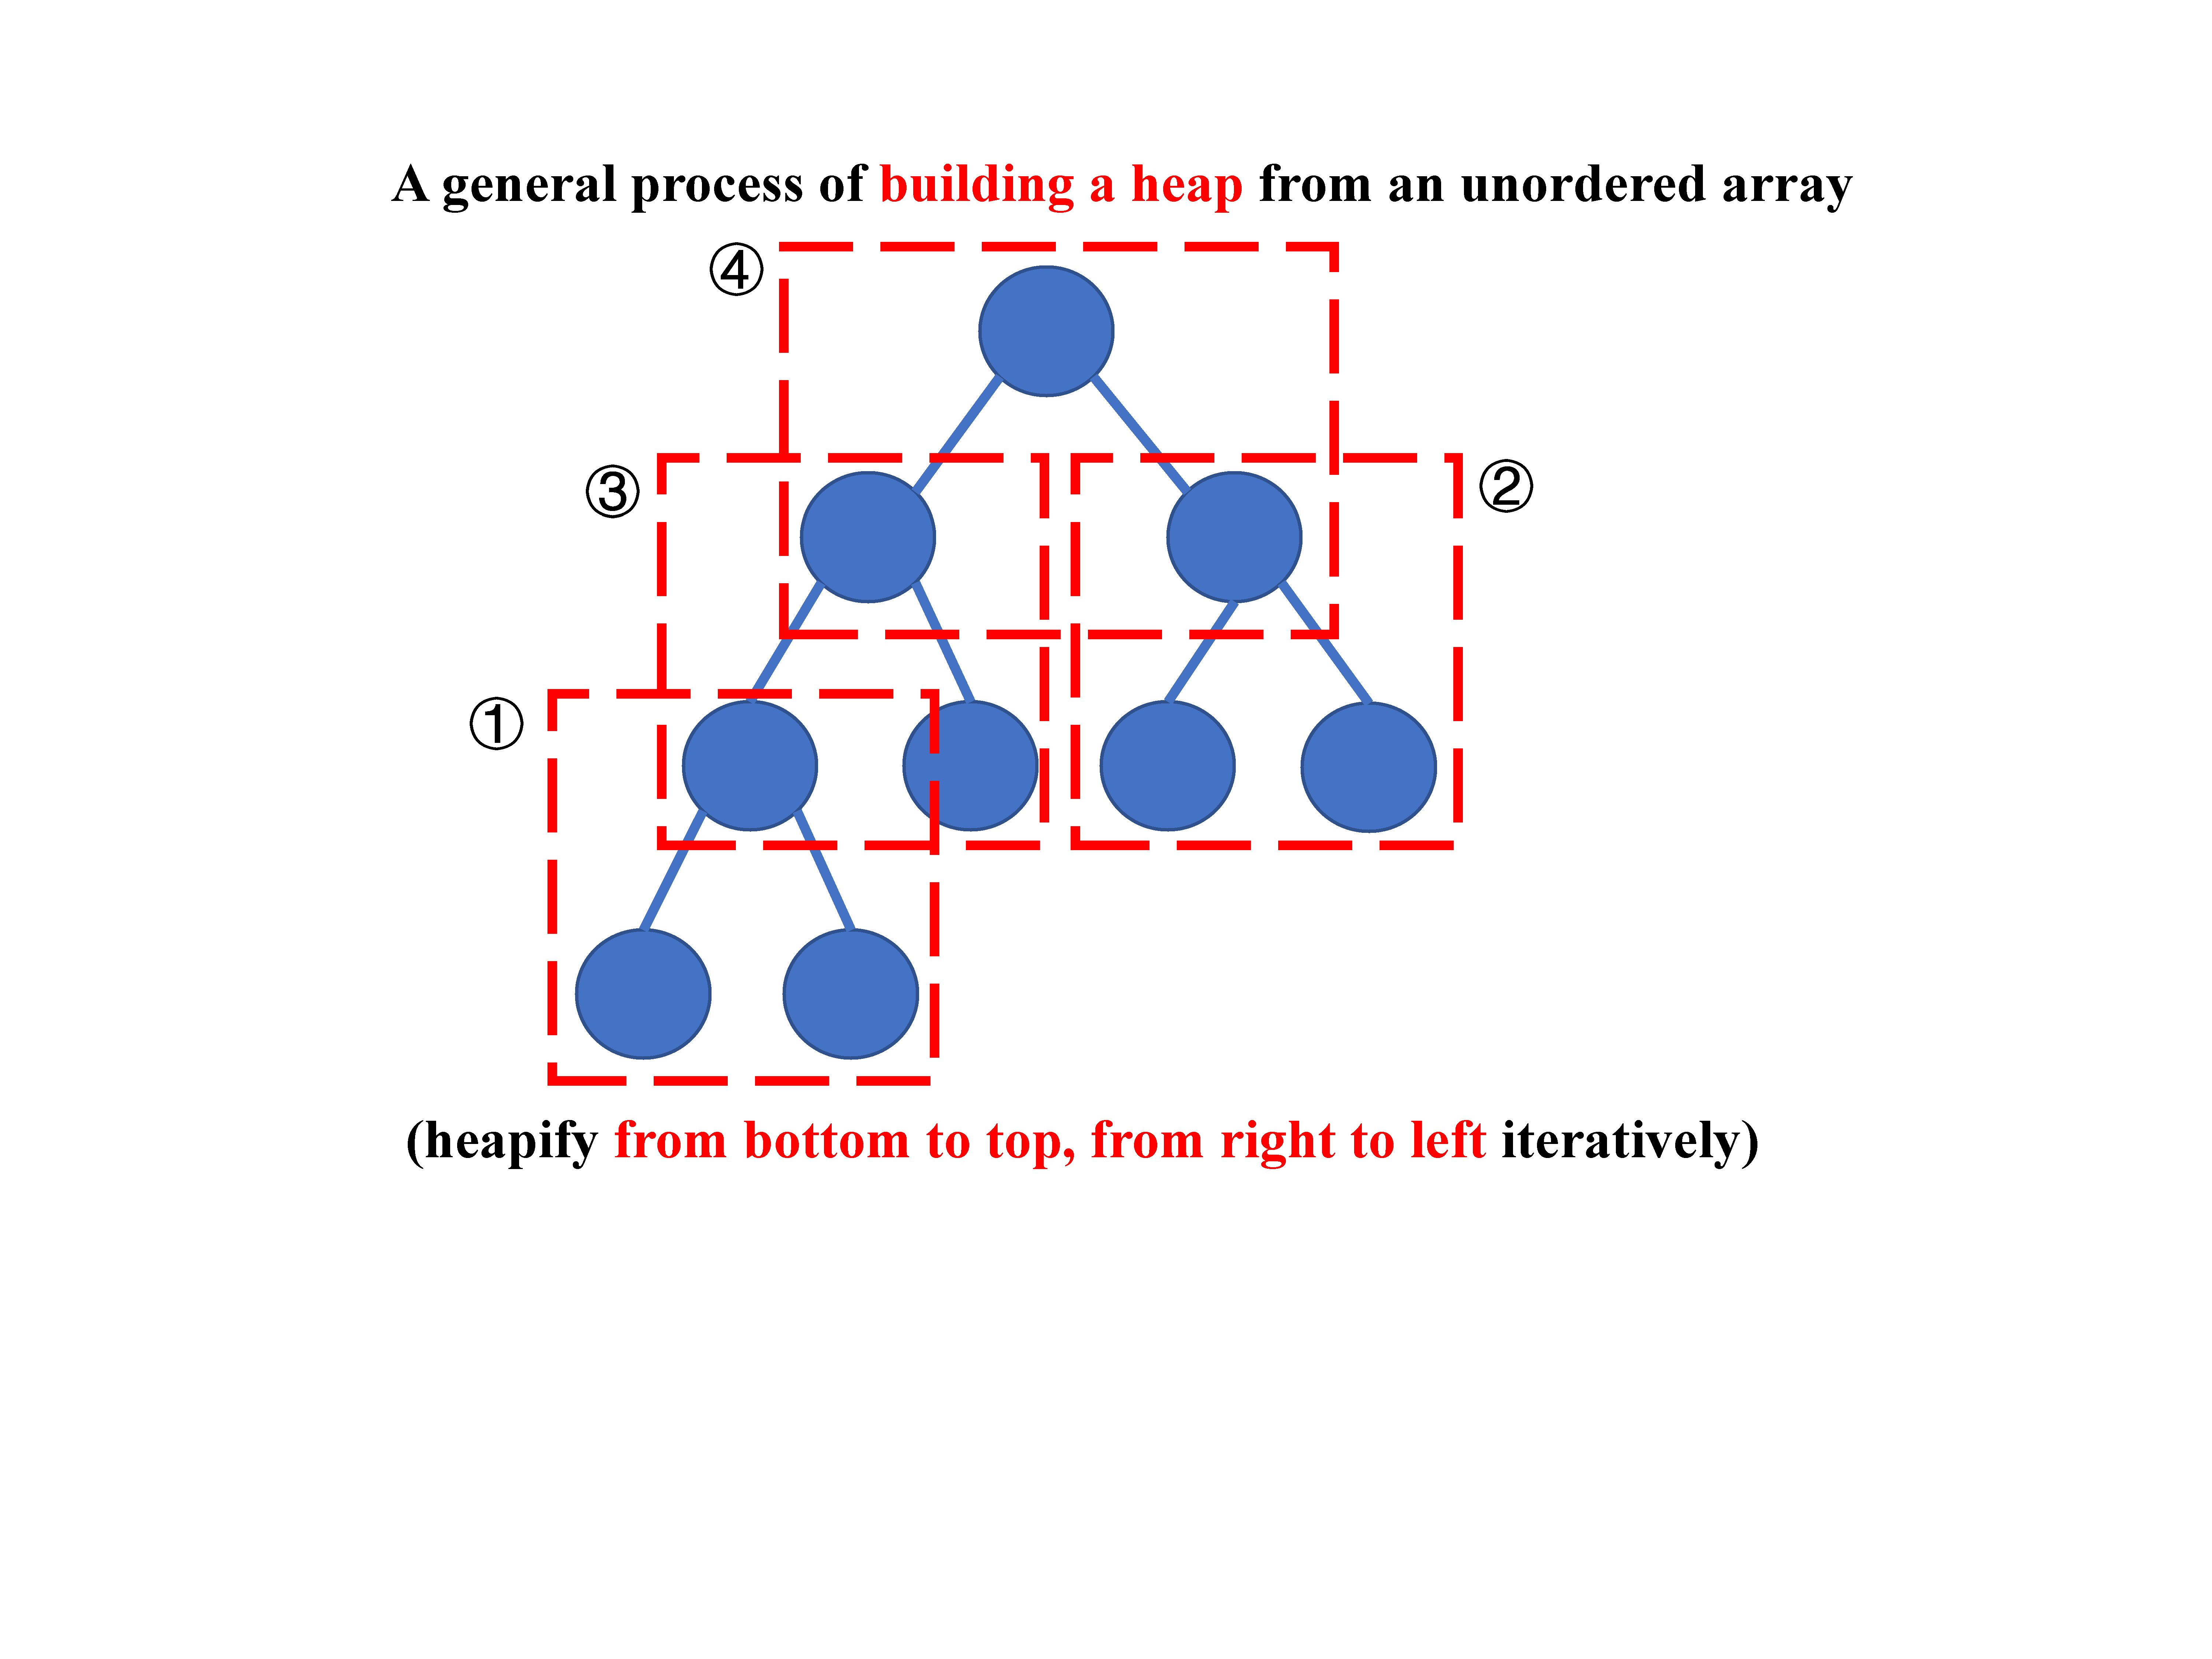 A general process of building a heap from an unordered array
④
③
②
①
(heapify from bottom to top, from right to left iteratively)